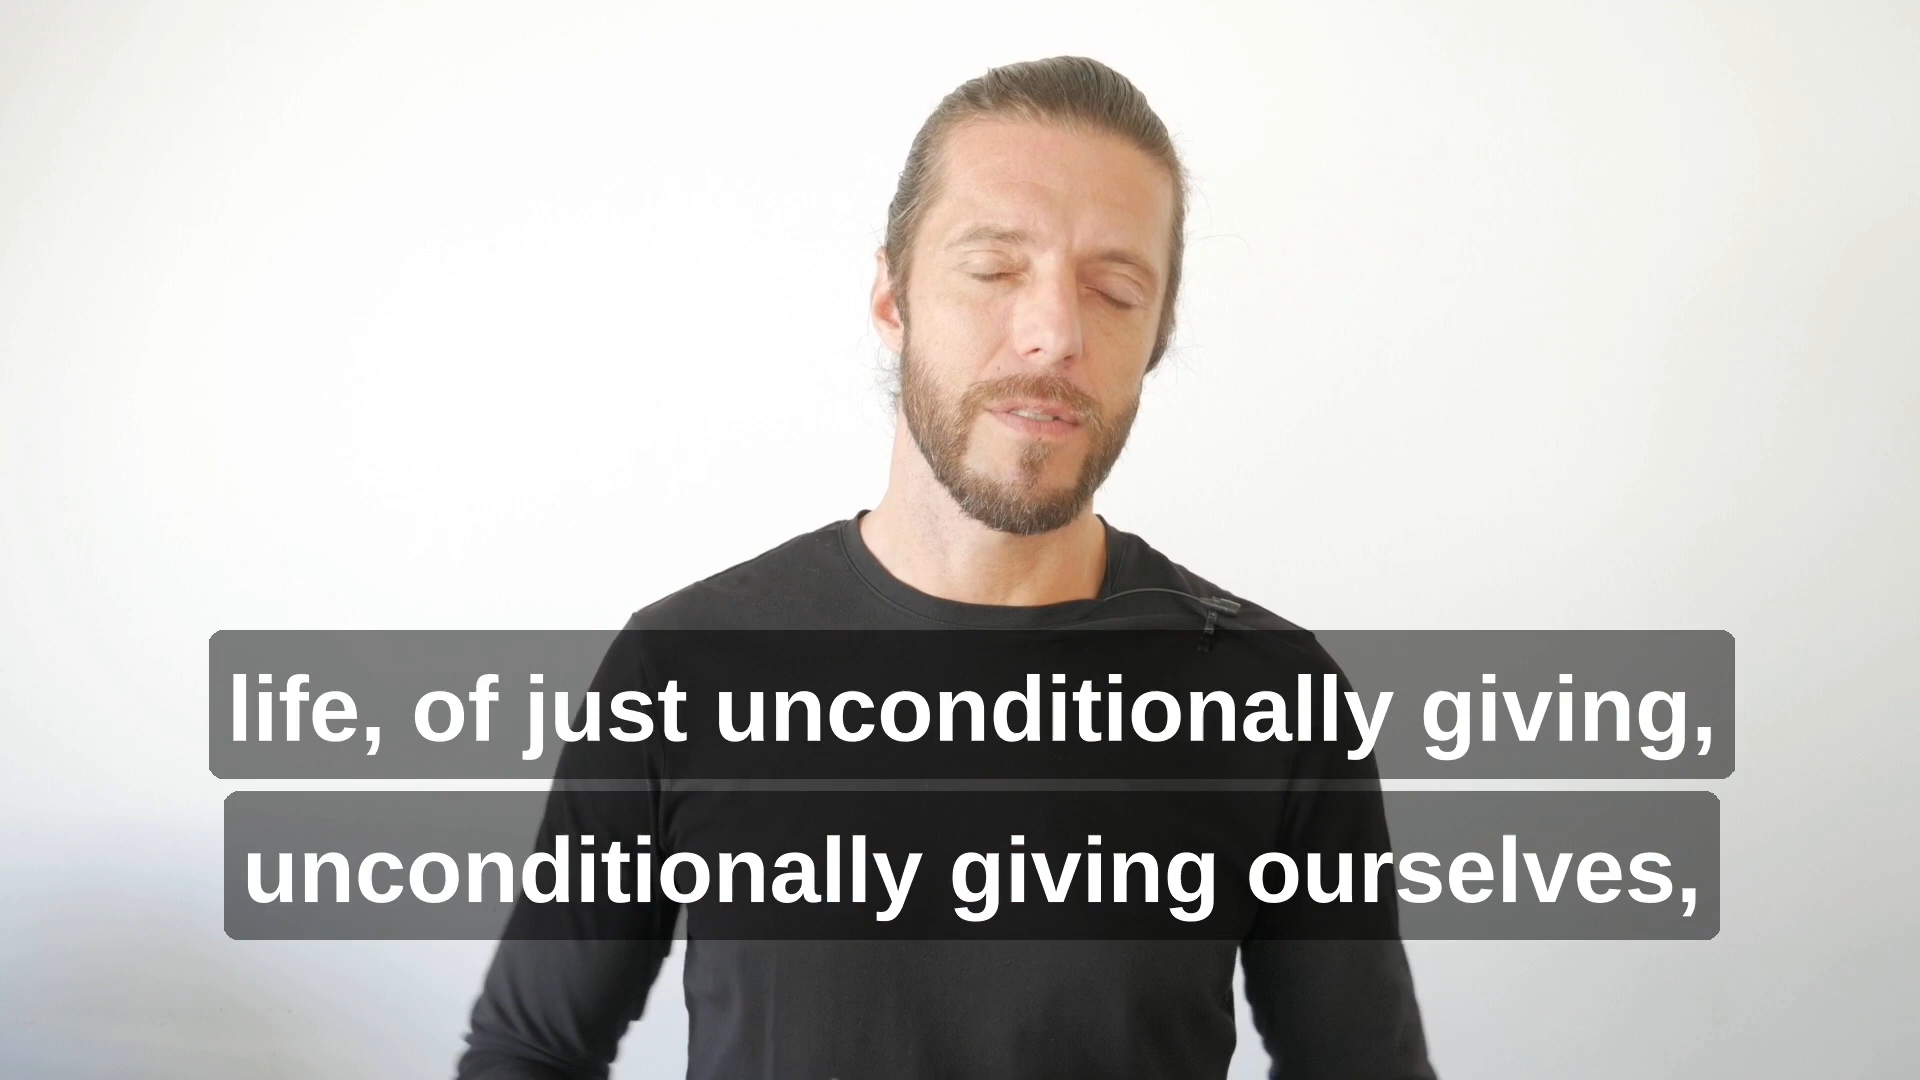 life, of just unconditionally giving,
unconditionally giving ourselves,